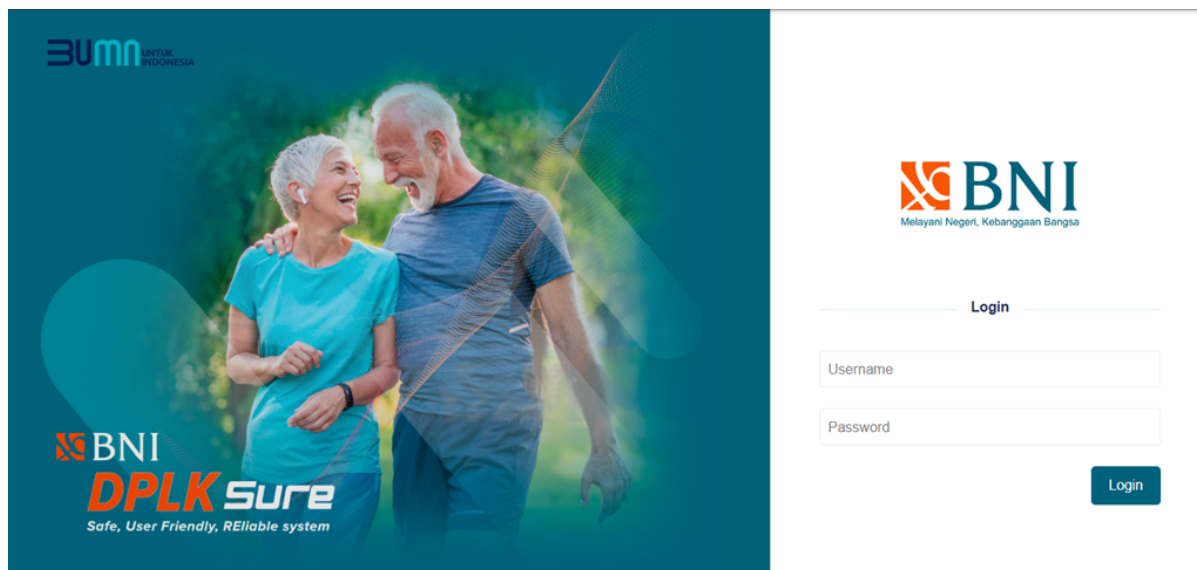 BUMN UNTUK
INDONESIA
BNI
DPLK Sure
Safe, User Friendly, REliable system
BNI
Melayani Negeri, Kebanggaan Bangsa
Login
Username
Password
Login